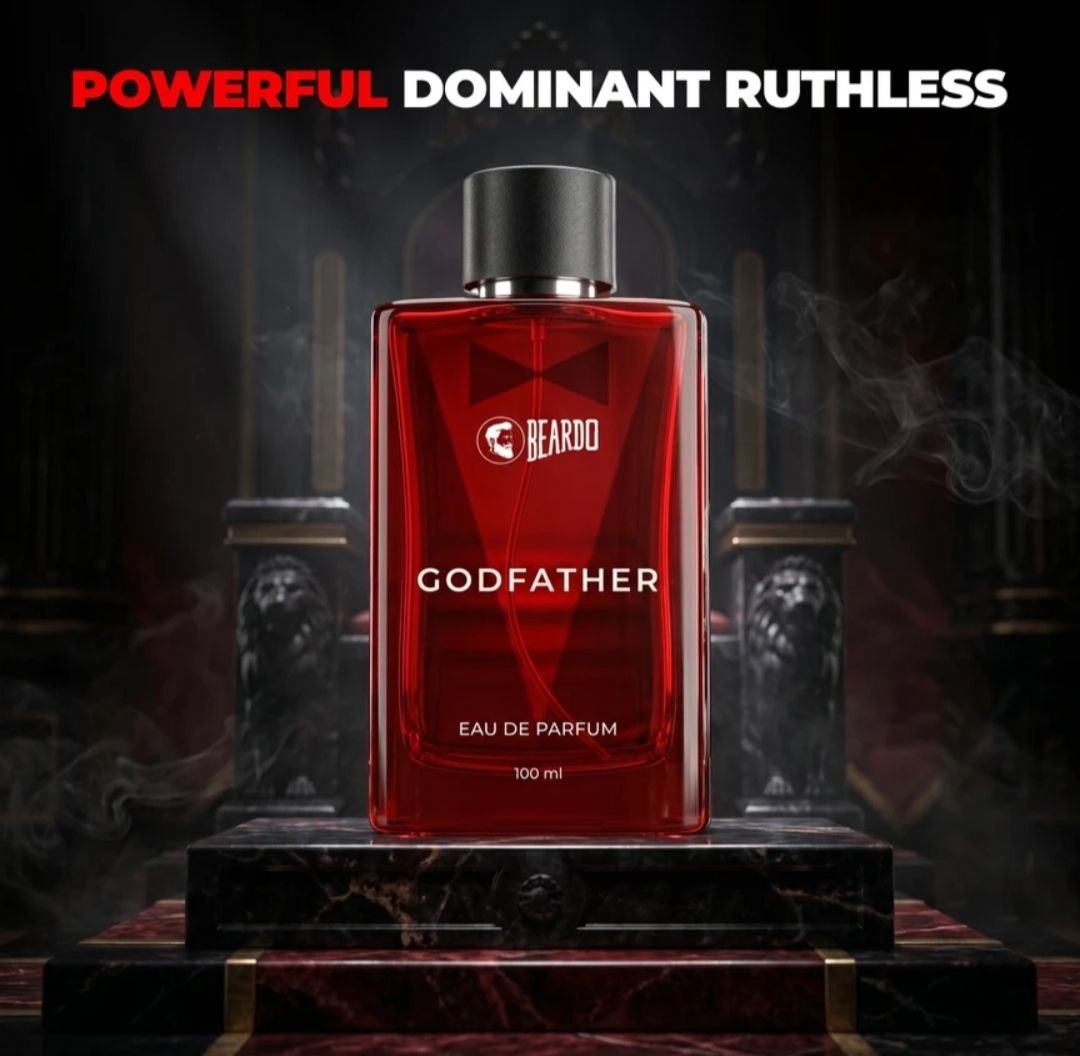 POWERFUL DOMINANT RUTHLESS
BEARDO
GODFATHER
EAU DE PARFUM
100 ml